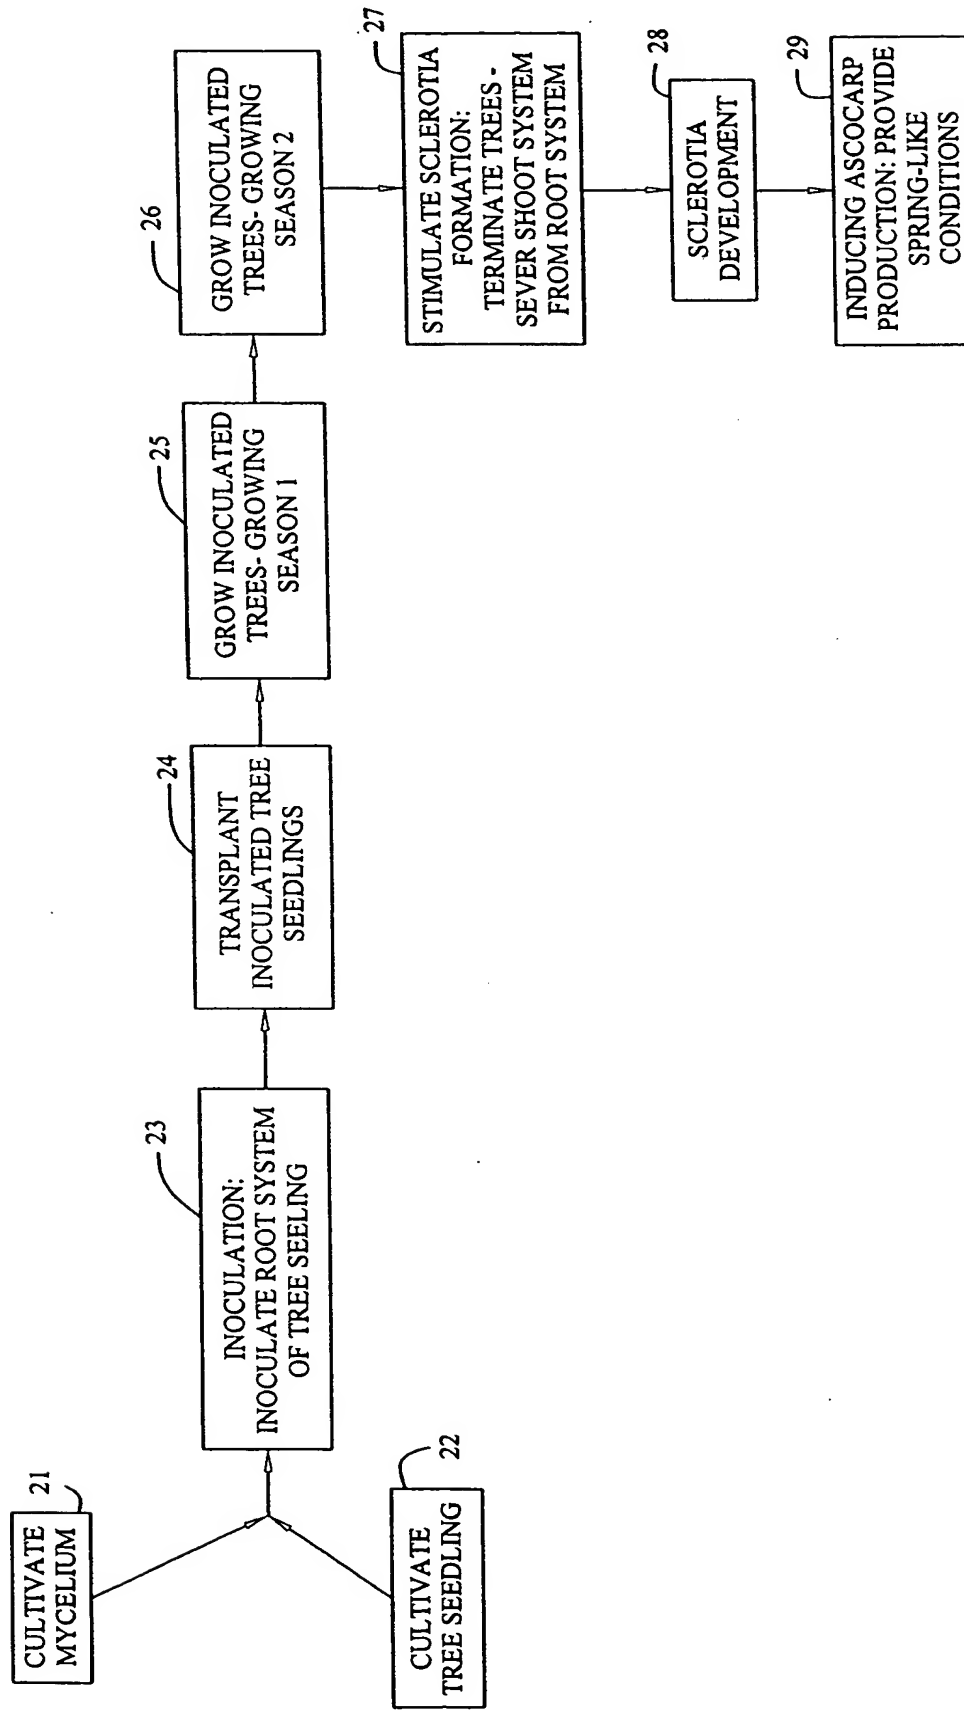 CULTIVATE
MYCELIUM
21
CULTIVATE
TREE SEEDLING
22
INOCULATION:
INOCULATE ROOT SYSTEM
OF TREE SEELING
23
TRANSPLANT
INOCULATED TREE
SEEDLINGS
24
GROW INOCULATED
TREES- GROWING
SEASON 1
25
GROW INOCULATED
TREES- GROWING
SEASON 2
26
STIMULATE SCLEROTIA
FORMATION:
TERMINATE TREES -
SEVER SHOOT SYSTEM
FROM ROOT SYSTEM
27
SCLEROTIA
DEVELOPMENT
28
INDUCING ASCOCARP
PRODUCTION: PROVIDE
SPRING-LIKE
CONDITIONS
29